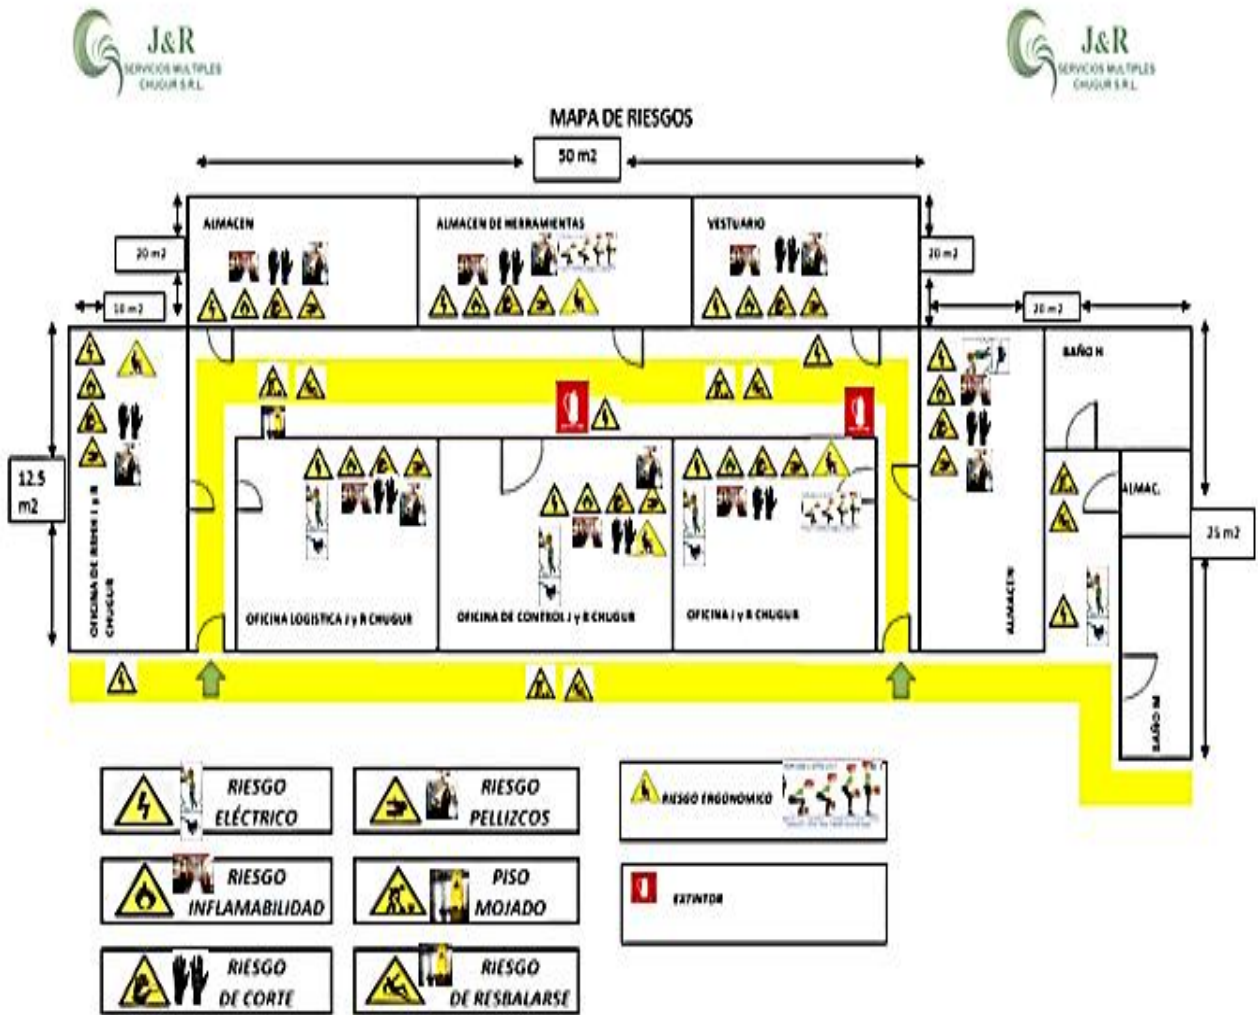 J&R
SERVICIOS MULTIPLES
CHUGUR S.R.L.
J&R
SERVICIOS MULTIPLES
CHUGUR S.R.L.
MAPA DE RIESGOS
50 m2
ALMACEN
ALMACEN DE HERRAMIENTAS
VESTUARIO
20 m2
20 m2
10 m2
20 m2
BAÑO H
12.5
m2
ALMAC.
25 m2
OFICINA DE J y R
CHUGUR
OFICINA LOGISTICA J y R CHUGUR
OFICINA DE CONTROL J y R CHUGUR
OFICINA J y R CHUGUR
ALMACEN
BAÑO M
RIESGO
ELÉCTRICO
RIESGO
PELLIZCOS
RIESGO ERGONOMICO
RIESGO
INFLAMABILIDAD
PISO
MOJADO
EXTINTOR
RIESGO
DE CORTE
RIESGO
DE RESBALARSE